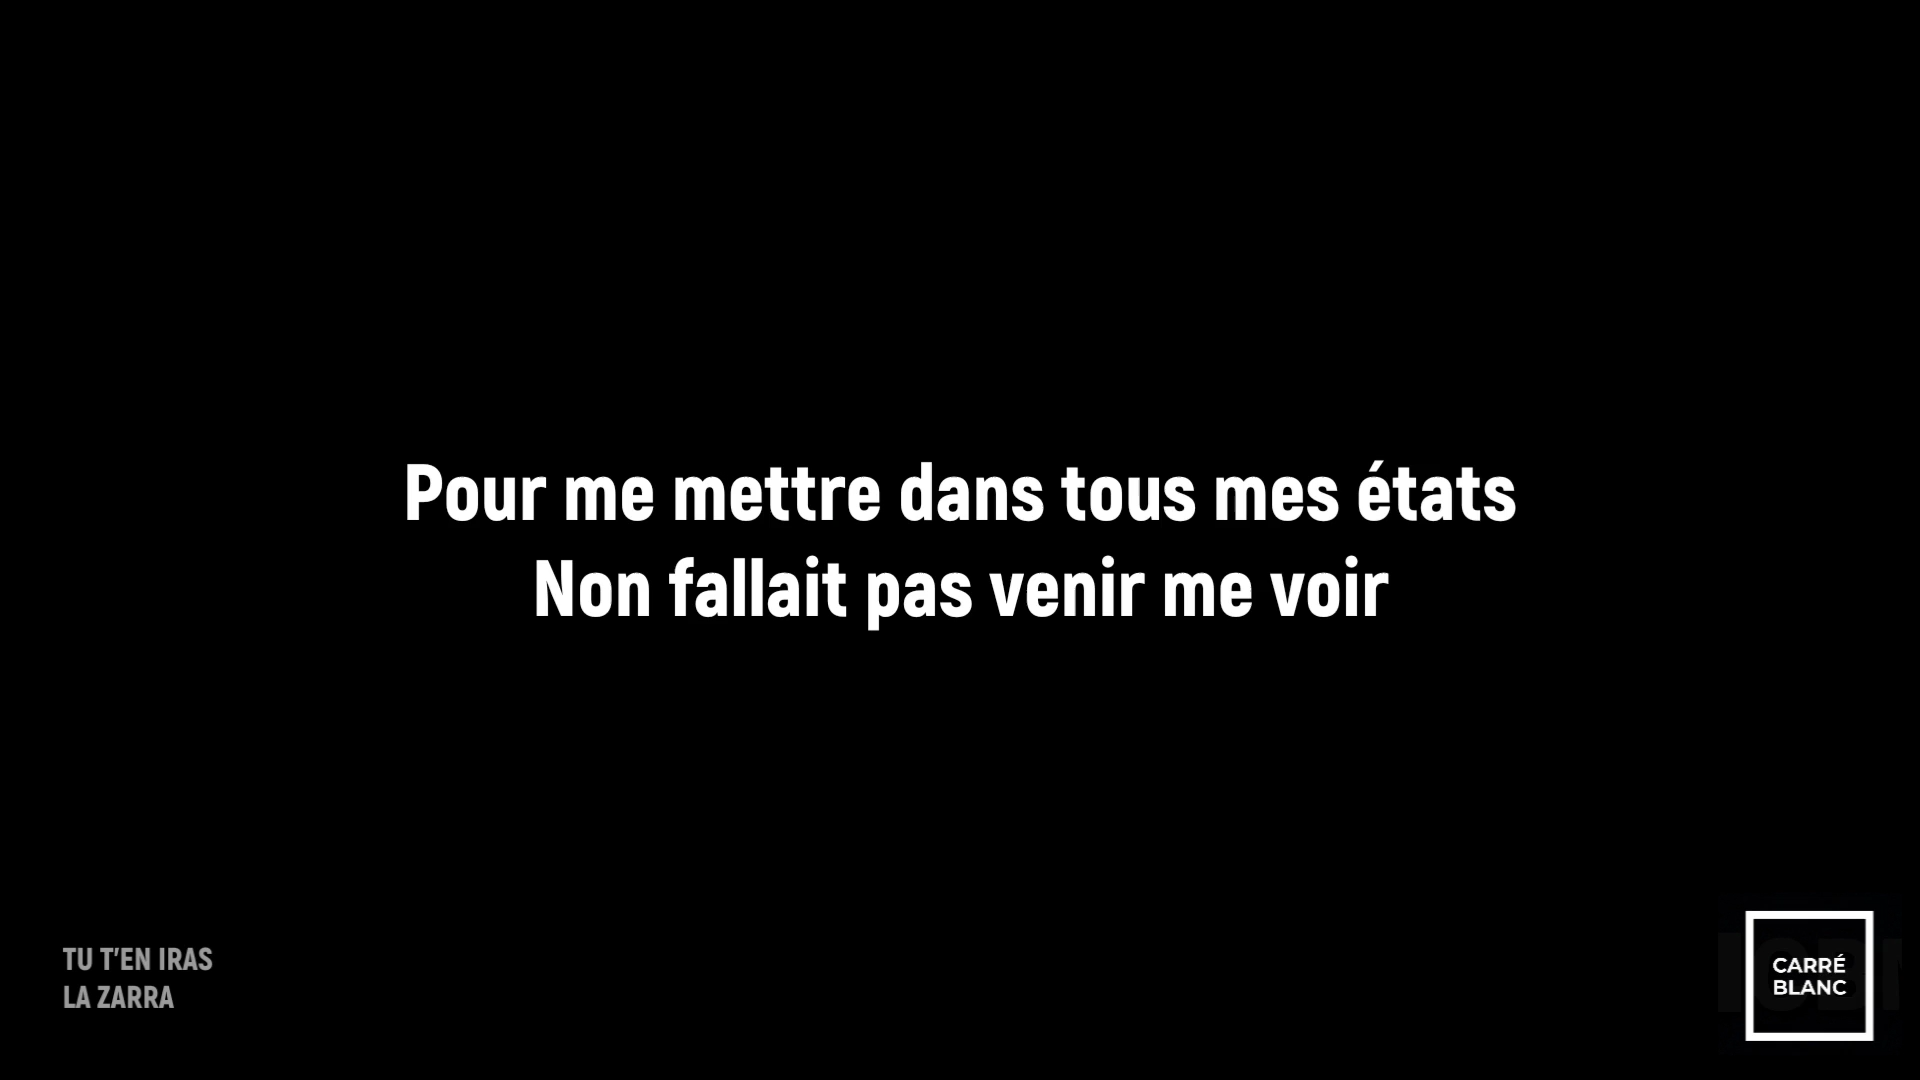 Pour me mettre dans tous mes états
Non fallait pas venir me voir
TU T'EN IRAS
LA ZARRA
CARRÉ
BLANC